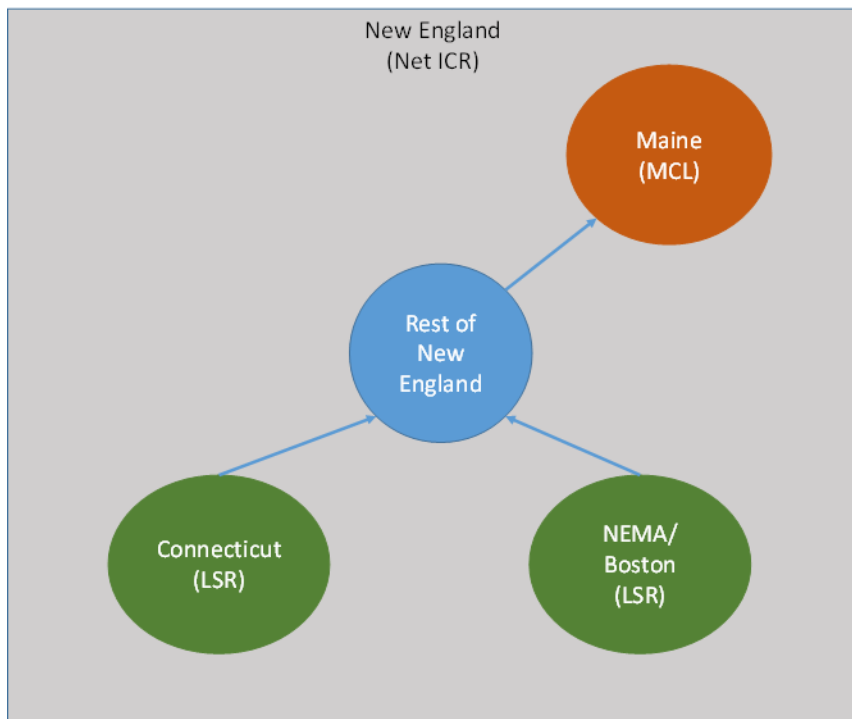 New England
(Net ICR)
Maine
(MCL)
Rest of
New
England
Connecticut
(LSR)
NEMA/
Boston
(LSR)